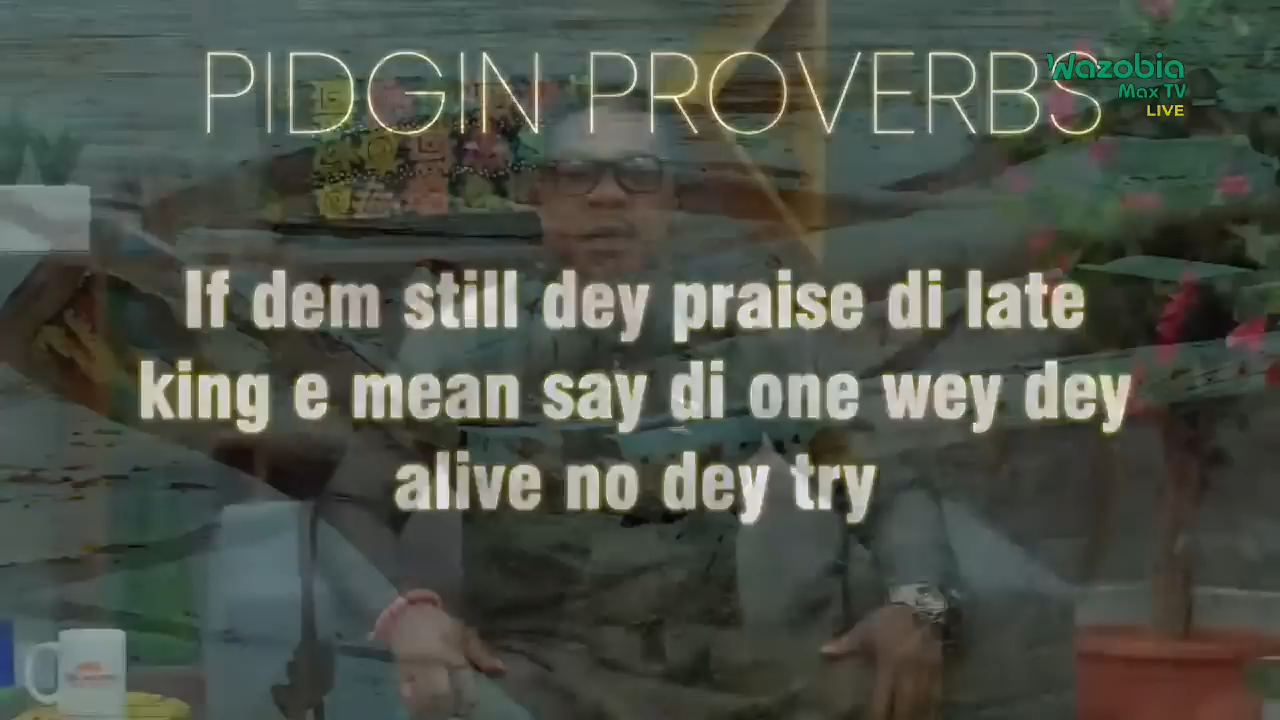 PIDGIN PROVERBS
Wazobia
Max TV
LIVE
If dem still dey praise di late
king e mean say di one wey dey
alive no dey try